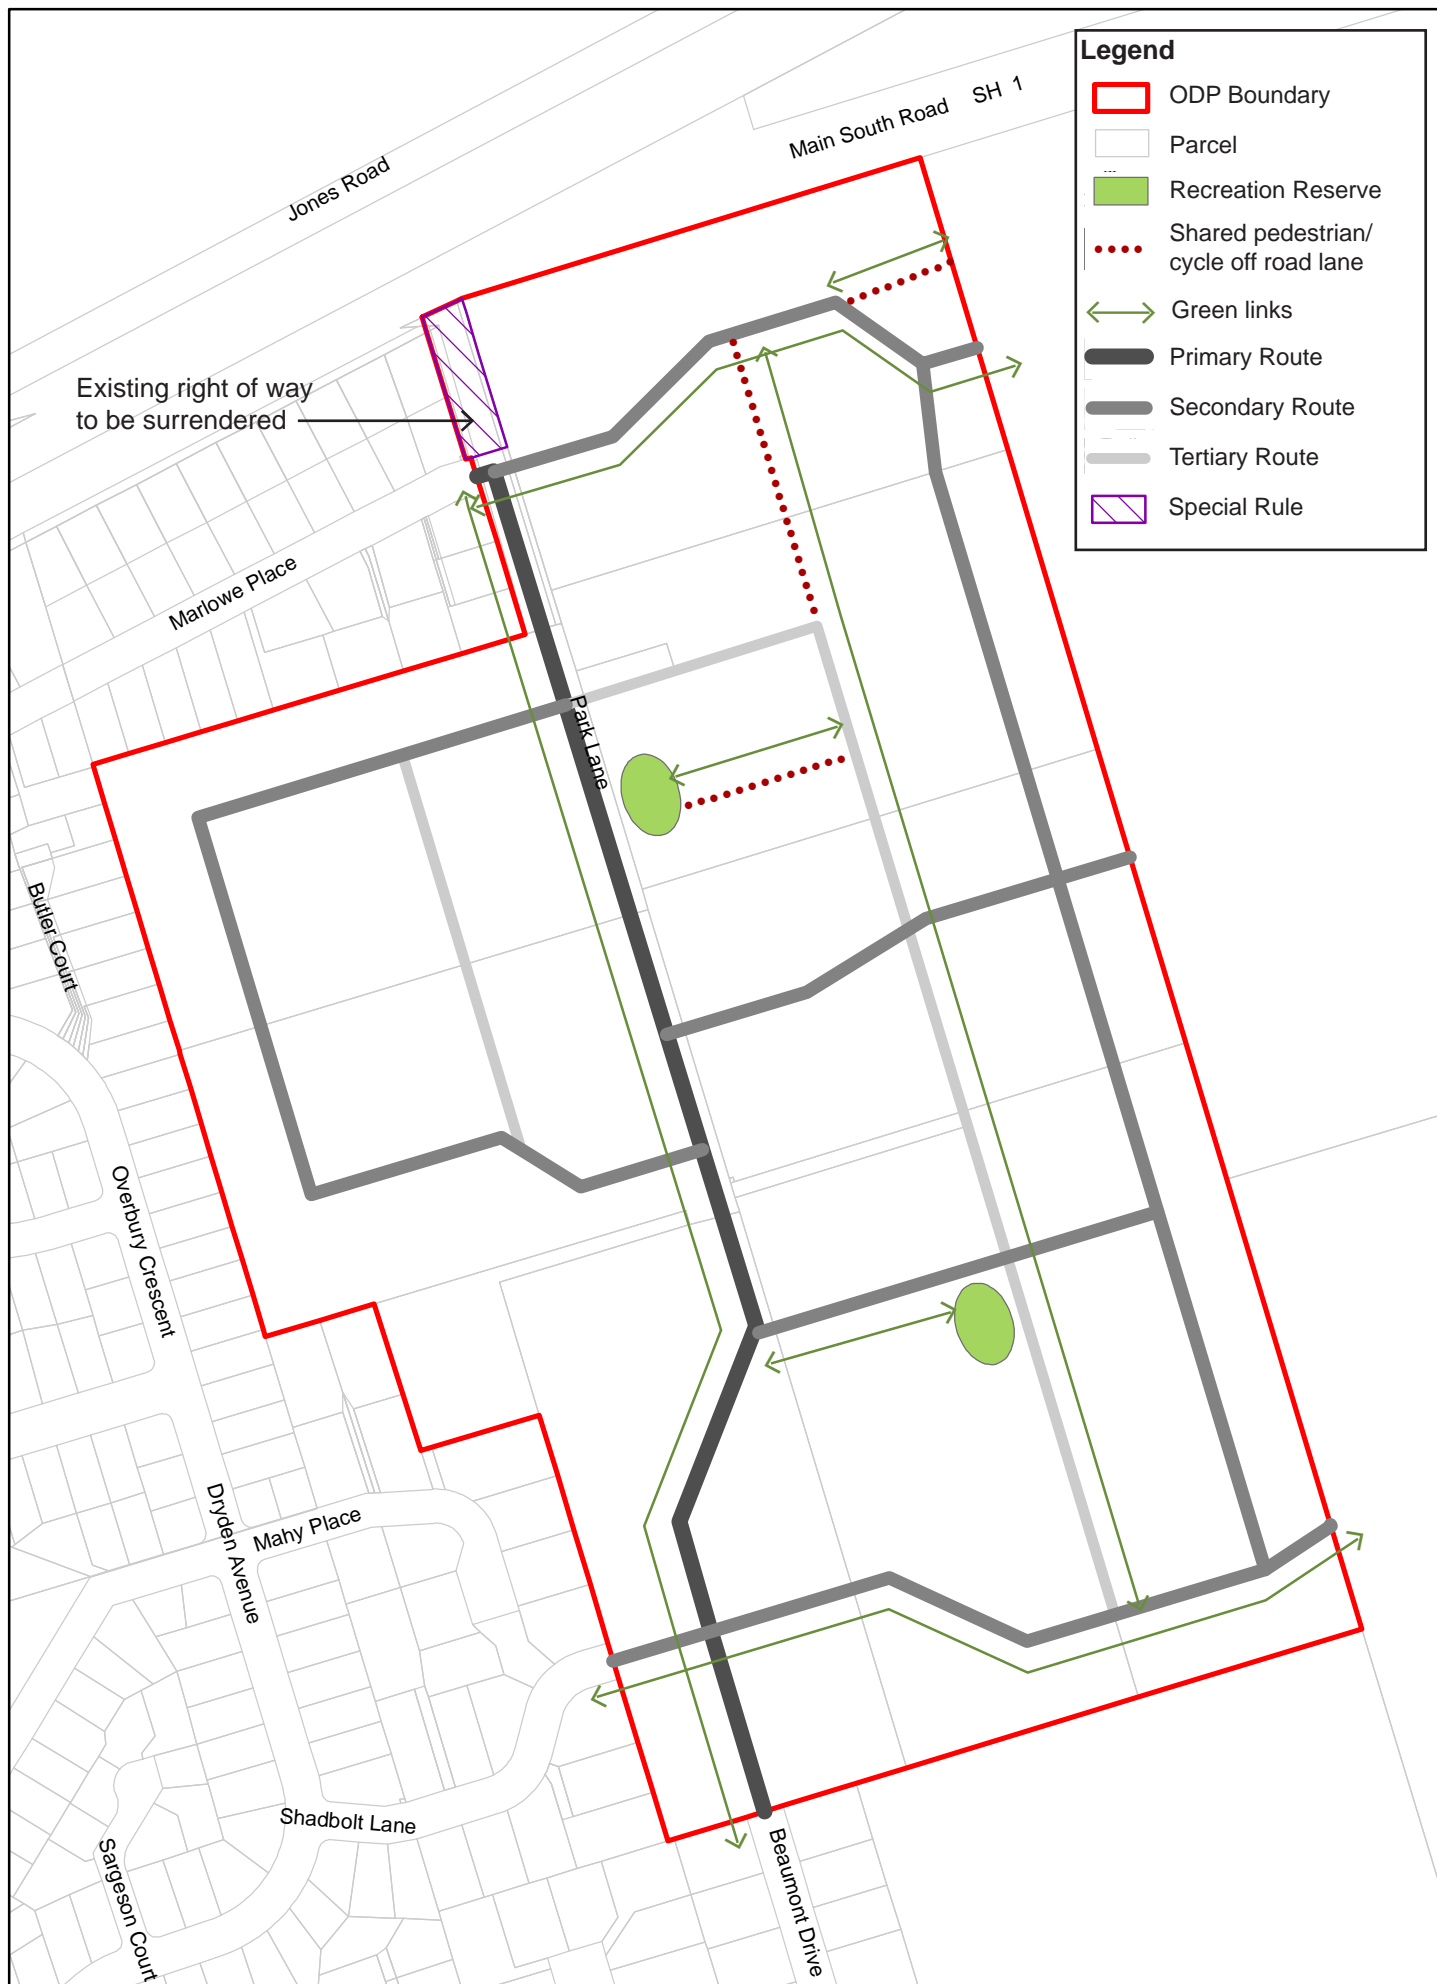 Legend
ODP Boundary
Parcel
Recreation Reserve
Shared pedestrian/
cycle off road lane
Green links
Primary Route
Secondary Route
Tertiary Route
Special Rule
SH 1
Main South Road
Jones Road
Existing right of way
to be surrendered
Marlowe Place
Park Lane
Butler Court
Overbury Crescent
Dryden Avenue
Mahy Place
Shadbolt Lane
Sargeson Court
Beaumont Drive